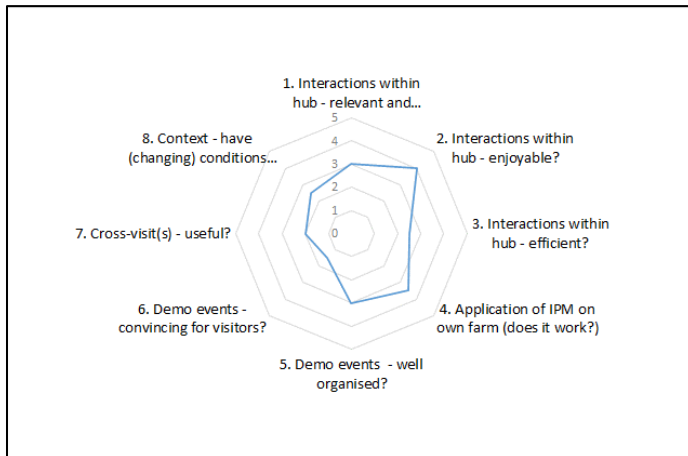 1. Interactions within
hub - relevant and...
2. Interactions within
hub - enjoyable?
3. Interactions within
hub - efficient?
4. Application of IPM on
own farm (does it work?)
5. Demo events - well
organised?
6. Demo events -
convincing for visitors?
7. Cross-visit(s) - useful?
8. Context - have
(changing) conditions...
5
4
3
2
1
0